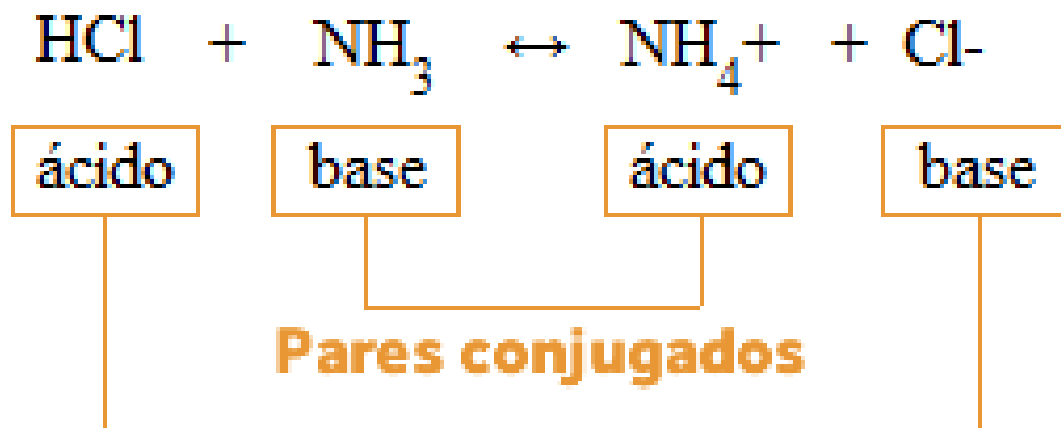 HCl + NH₃ ↔ NH₄+ + Cl-
ácido base ácido base
Pares conjugados